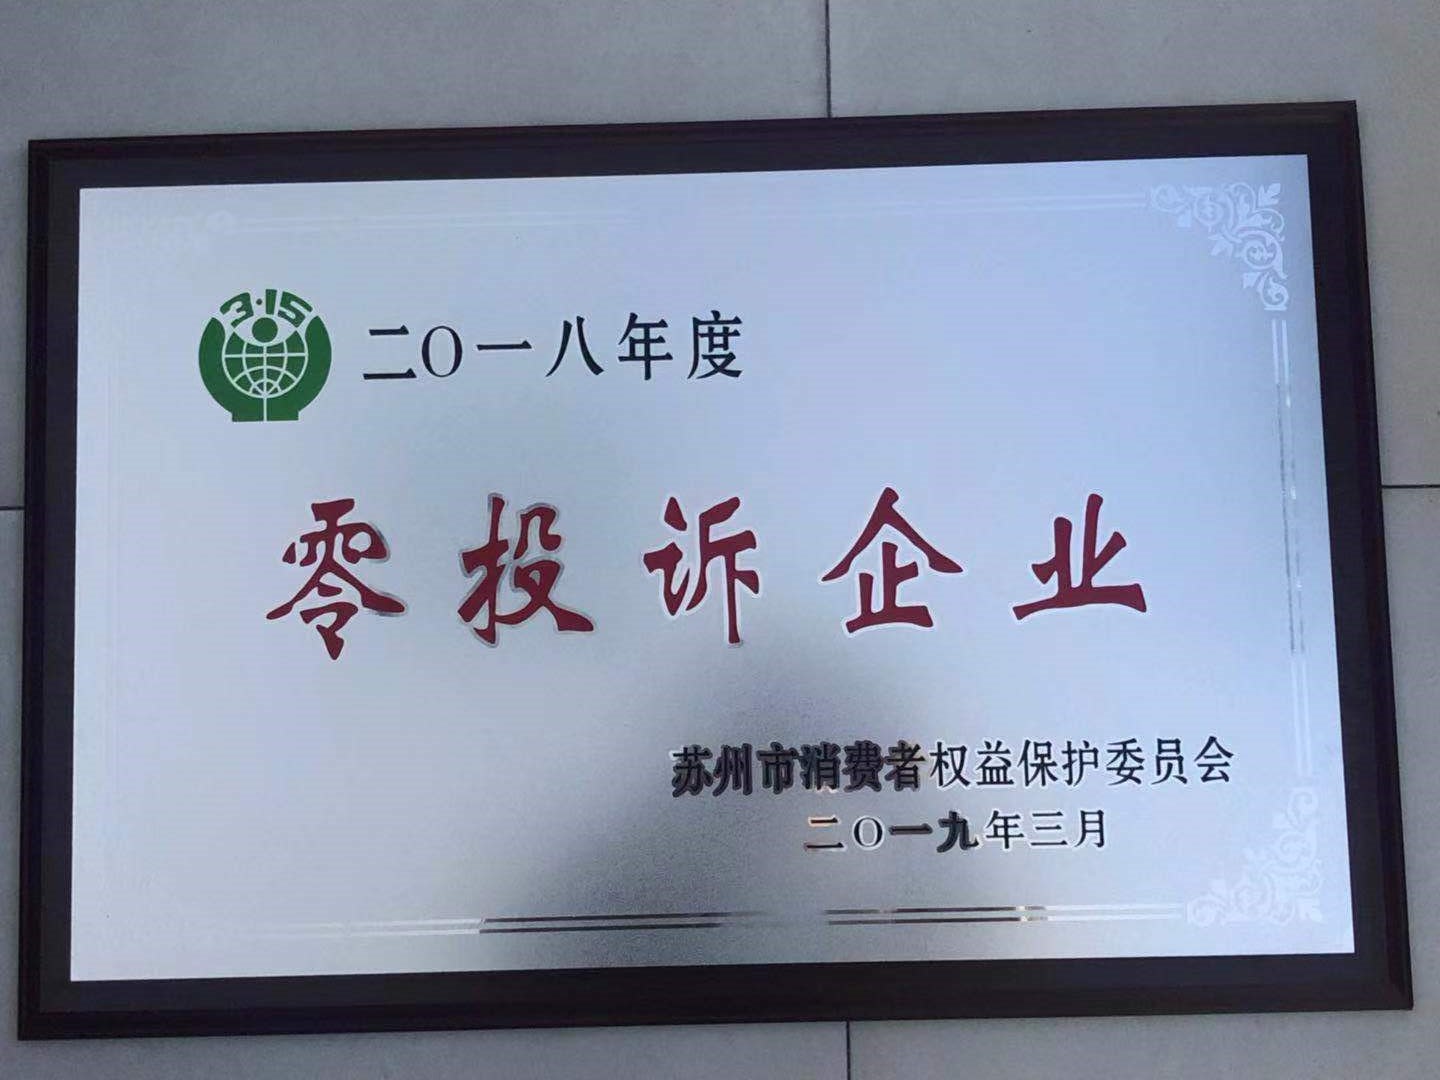 3·15
二〇一八年度
零投诉企业
苏州市消费者权益保护委员会
二〇一九年三月